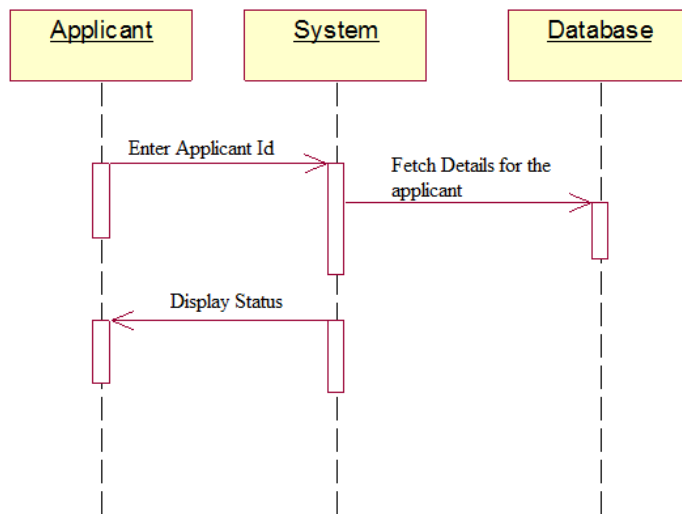 Applicant
System
Database
Enter Applicant Id
Fetch Details for the
applicant
Display Status